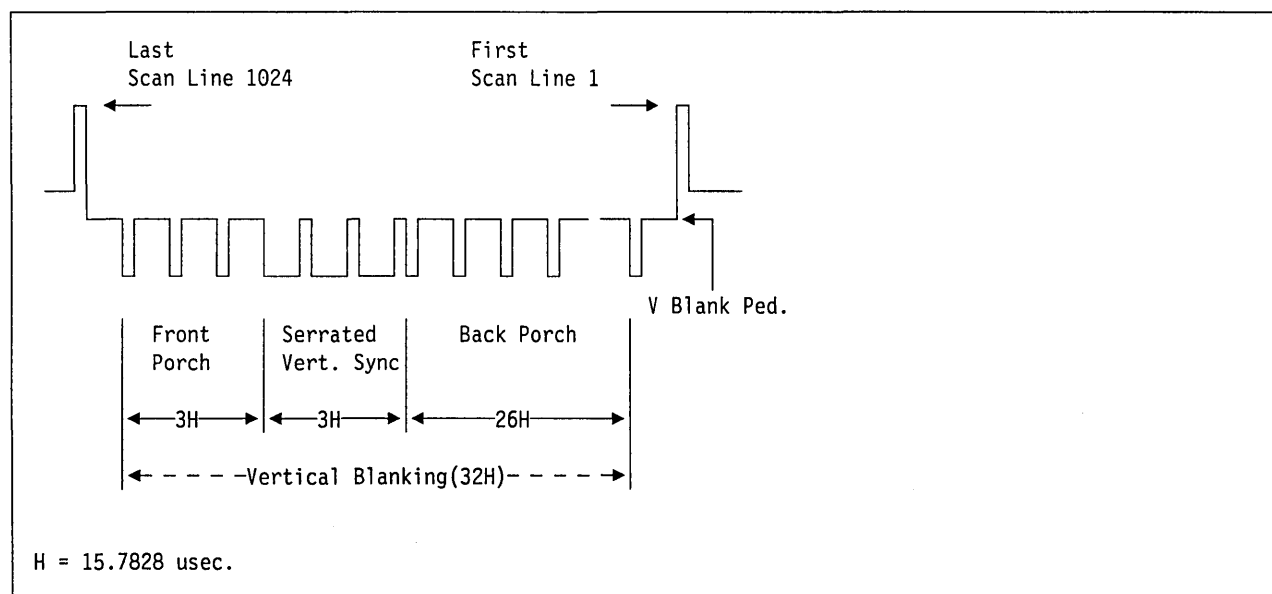 Last
Scan Line 1024
First
Scan Line 1
V Blank Ped.
Front
Porch
Serrated
Vert. Sync
Back Porch
3H
3H
26H
Vertical Blanking(32H)
H = 15.7828 usec.